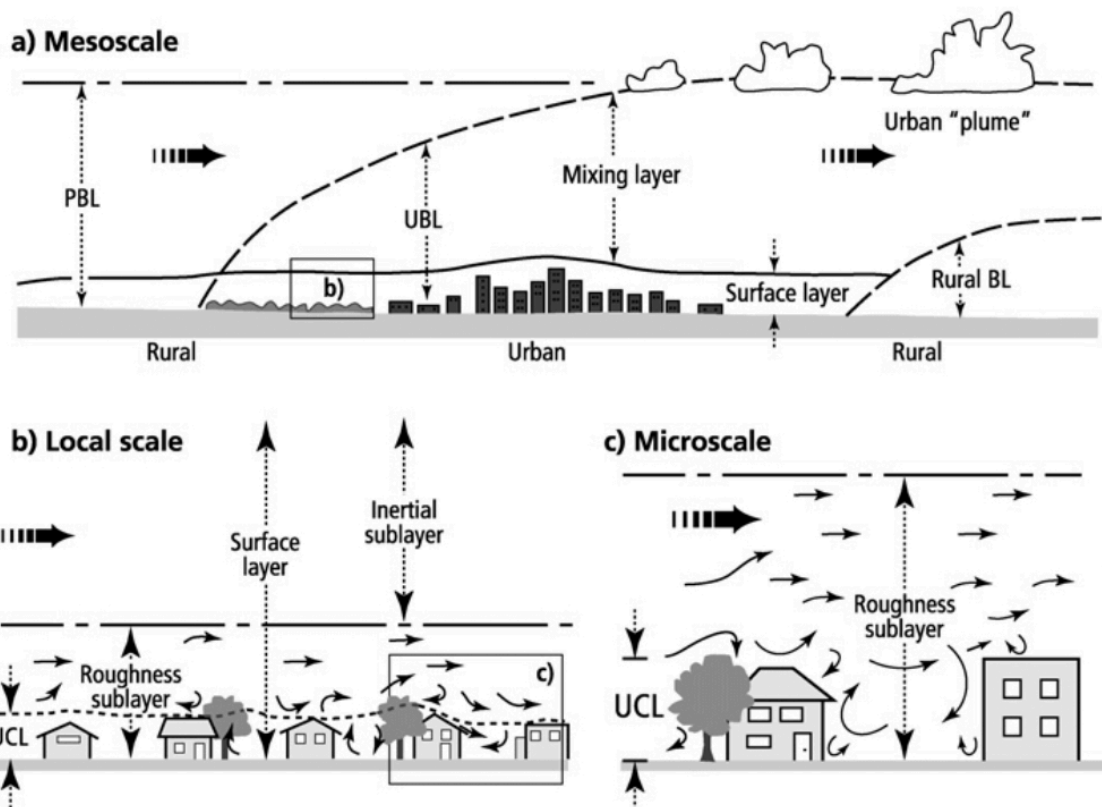 a) Mesoscale
Urban "plume"
PBL
UBL
Mixing layer
b)
Surface layer
Rural BL
Rural
Urban
Rural
b) Local scale
Surface
layer
Inertial
sublayer
Roughness
sublayer
c)
UCL
c) Microscale
Roughness
sublayer
UCL